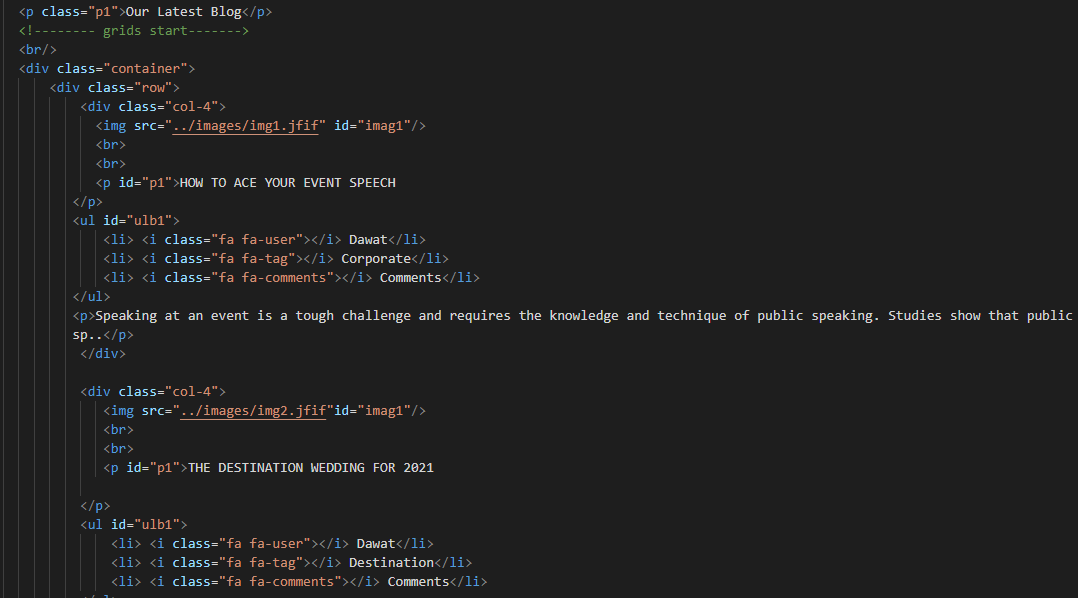 <p class="p1">Our Latest Blog</p>
<!-------- grids start------->
<br/>
<div class="container">
<div class="row">
<div class="col-4">
<img src="../images/img1.jfif" id="imag1"/>
<br>
<br>
<p id="p1">HOW TO ACE YOUR EVENT SPEECH
</p>
<ul id="ulb1">
<li> <i class="fa fa-user"></i> Dawat</li>
<li> <i class="fa fa-tag"></i> Corporate</li>
<li> <i class="fa fa-comments"></i> Comments</li>
</ul>
<p>Speaking at an event is a tough challenge and requires the knowledge and technique of public speaking. Studies show that public
sp..</p>
</div>
<div class="col-4">
<img src="../images/img2.jfif"id="imag1"/>
<br>
<br>
<p id="p1">THE DESTINATION WEDDING FOR 2021
</p>
<ul id="ulb1">
<li> <i class="fa fa-user"></i> Dawat</li>
<li> <i class="fa fa-tag"></i> Destination</li>
<li> <i class="fa fa-comments"></i> Comments</li>